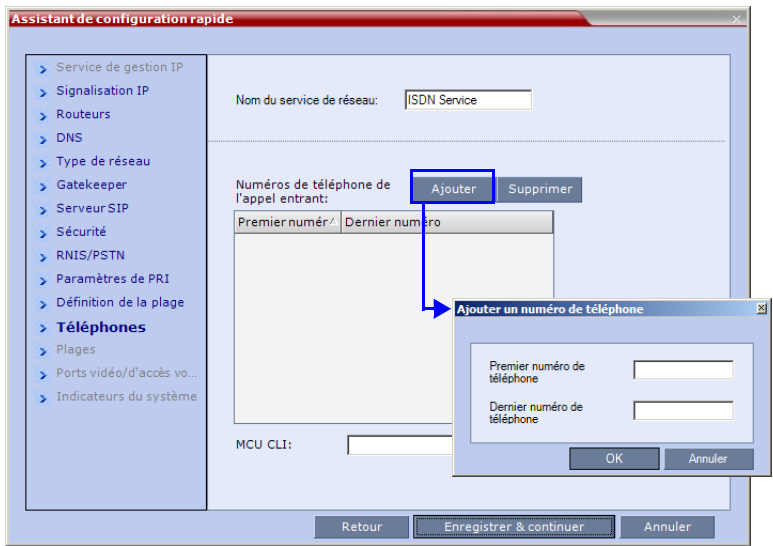 Assistant de configuration rapide
Service de gestion IP
Signalisation IP
Routeurs
DNS
Type de réseau
Gatekeeper
Serveur SIP
Sécurité
RNIS/PSTN
Paramètres de PRI
Définition de la plage
Téléphones
Plages
Ports vidéo/d'accès vo...
Indicateurs du système
Nom du service de réseau: ISDN Service
Numéros de téléphone de
l'appel entrant:
Ajouter Supprimer
Premier numér Dernier numéro
MCU CLI:
Ajouter un numéro de téléphone
Premier numéro de
téléphone
Dernier numéro de
téléphone
OK Annuler
Retour Enregistrer & continuer Annuler